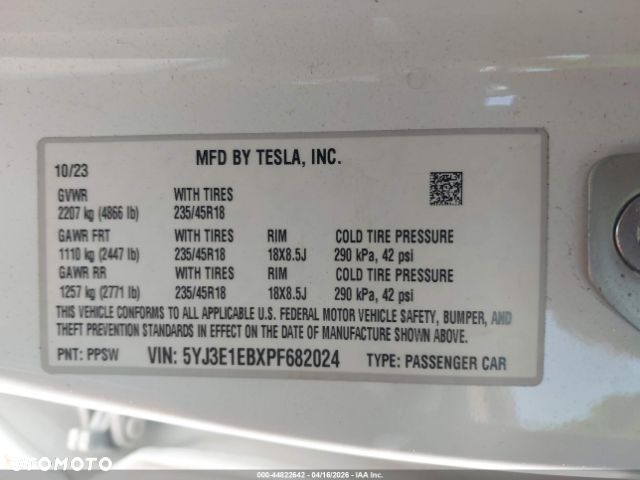 MFD BY TESLA, INC.
10/23
GVWR WITH TIRES
2207 kg (4866 lb) 235/45R18
GAWR FRT WITH TIRES RIM COLD TIRE PRESSURE
1110 kg (2447 lb) 235/45R18 18X8.5J 290 kPa, 42 psi
GAWR RR WITH TIRES RIM COLD TIRE PRESSURE
1257 kg (2771 lb) 235/45R18 18X8.5J 290 kPa, 42 psi
THIS VEHICLE CONFORMS TO ALL APPLICABLE U.S. FEDERAL MOTOR VEHICLE SAFETY, BUMPER, AND
THEFT PREVENTION STANDARDS IN EFFECT ON THE DATE OF MANUFACTURE SHOWN ABOVE.
PNT: PPSW VIN: 5YJ3E1EBXPF682024 TYPE: PASSENGER CAR
otomoto
000-44822642 - 04/16/2026 - IAA Inc.